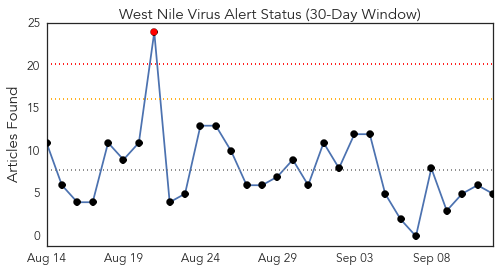 West Nile Virus Alert Status (30-Day Window)
Articles Found
25
20
15
10
5
0
Aug 14 Aug 19 Aug 24 Aug 29 Sep 03 Sep 08